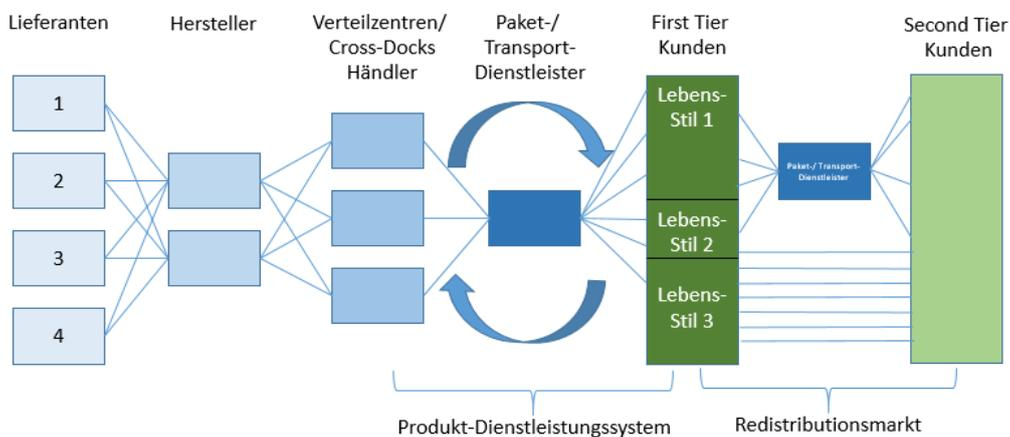 Lieferanten
Hersteller
Verteilzentren/
Cross-Docks
Händler
Paket-/
Transport-
Dienstleister
First Tier
Kunden
Second Tier
Kunden
1
2
3
4
Lebens-
Stil 1
Lebens-
Stil 2
Lebens-
Stil 3
Paket-/ Transport-
Dienstleister
Produkt-Dienstleistungssystem
Redistributionsmarkt